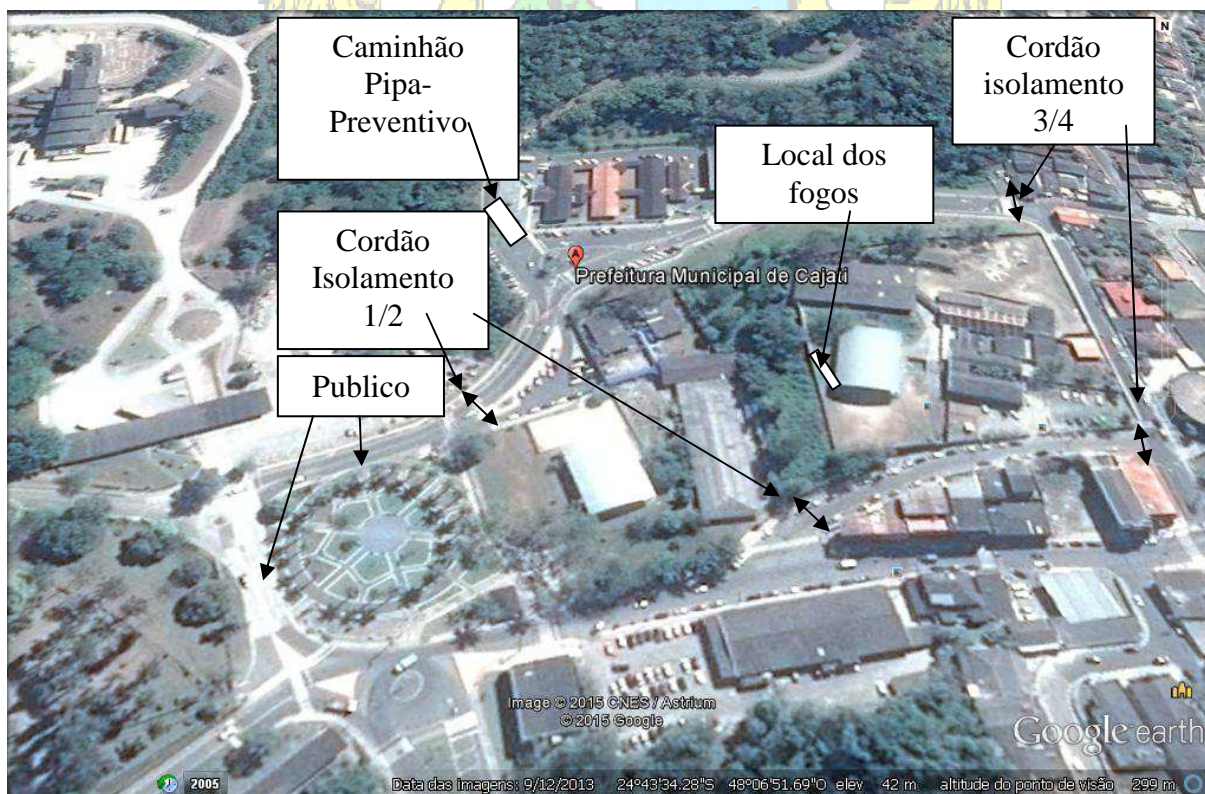 Caminhão
Pipa-
Preventivo
Cordão
isolamento
3/4
N
Local dos
fogos
Cordão
Isolamento
1/2
Prefeitura Municipal de Cajati
A
Publico
Image © 2015 CNES / Astrium
© 2015 Google
Google earth
2005
Data das imagens: 9/12/2013 24°43'34.28"S 48°06'51.69"O elev 42 m altitude do ponto de visão 299 m